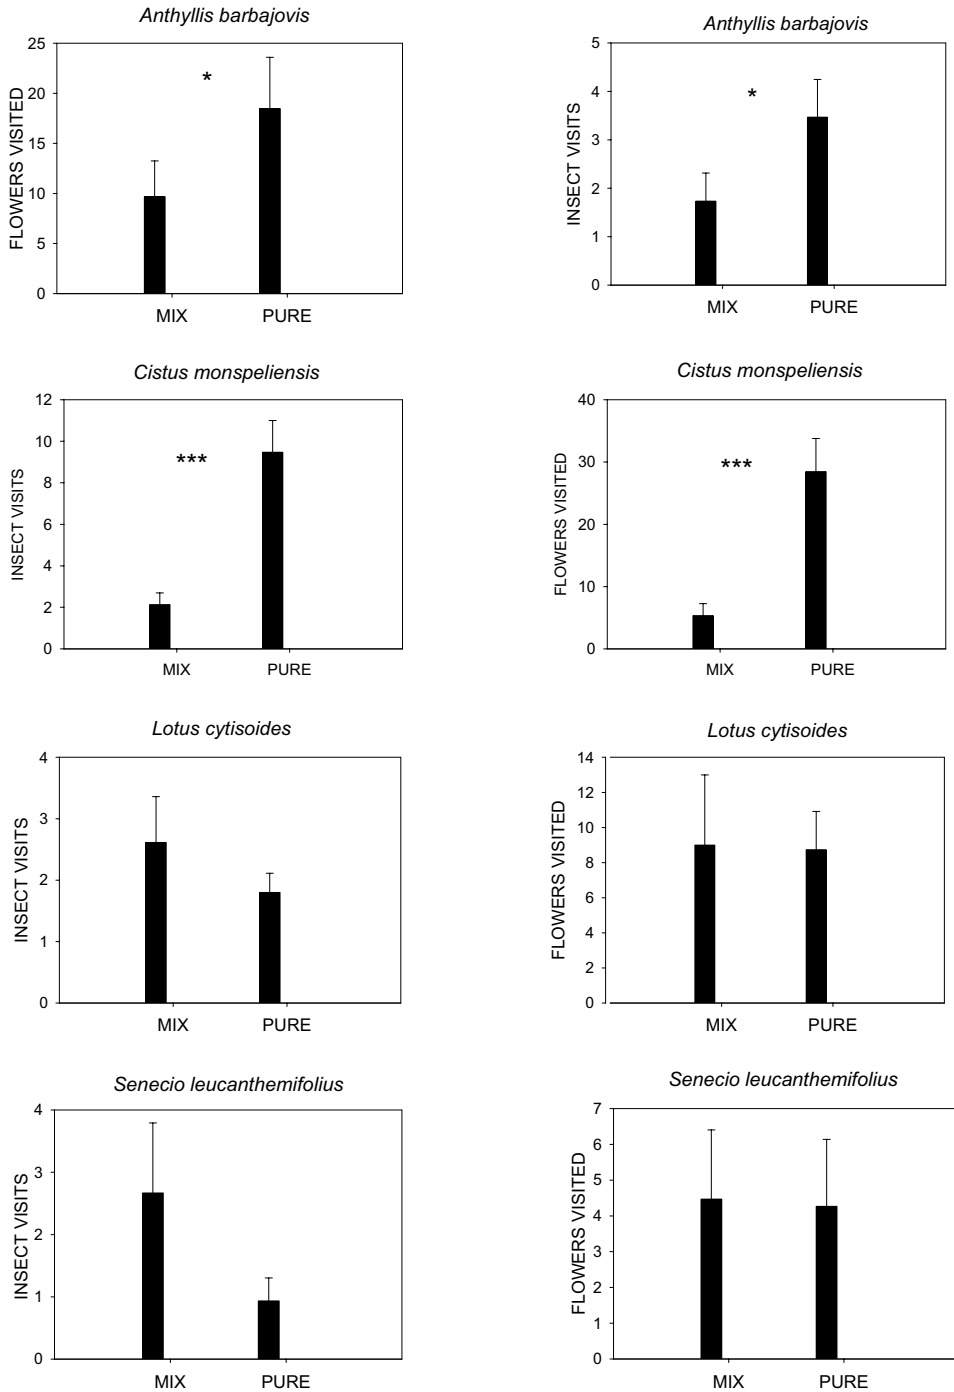 Anthyllis barbajovis
FLOWERS VISITED
25
20
15
10
5
0
*
MIX PURE
Anthyllis barbajovis
INSECT VISITS
5
4
3
2
1
0
*
MIX PURE
Cistus monspeliensis
INSECT VISITS
12
10
8
6
4
2
0
***
MIX PURE
Cistus monspeliensis
FLOWERS VISITED
40
30
20
10
0
***
MIX PURE
Lotus cytisoides
INSECT VISITS
4
3
2
1
0
MIX PURE
Lotus cytisoides
FLOWERS VISITED
14
12
10
8
6
4
2
0
MIX PURE
Senecio leucanthemifolius
INSECT VISITS
4
3
2
1
0
MIX PURE
Senecio leucanthemifolius
FLOWERS VISITED
7
6
5
4
3
2
1
0
MIX PURE